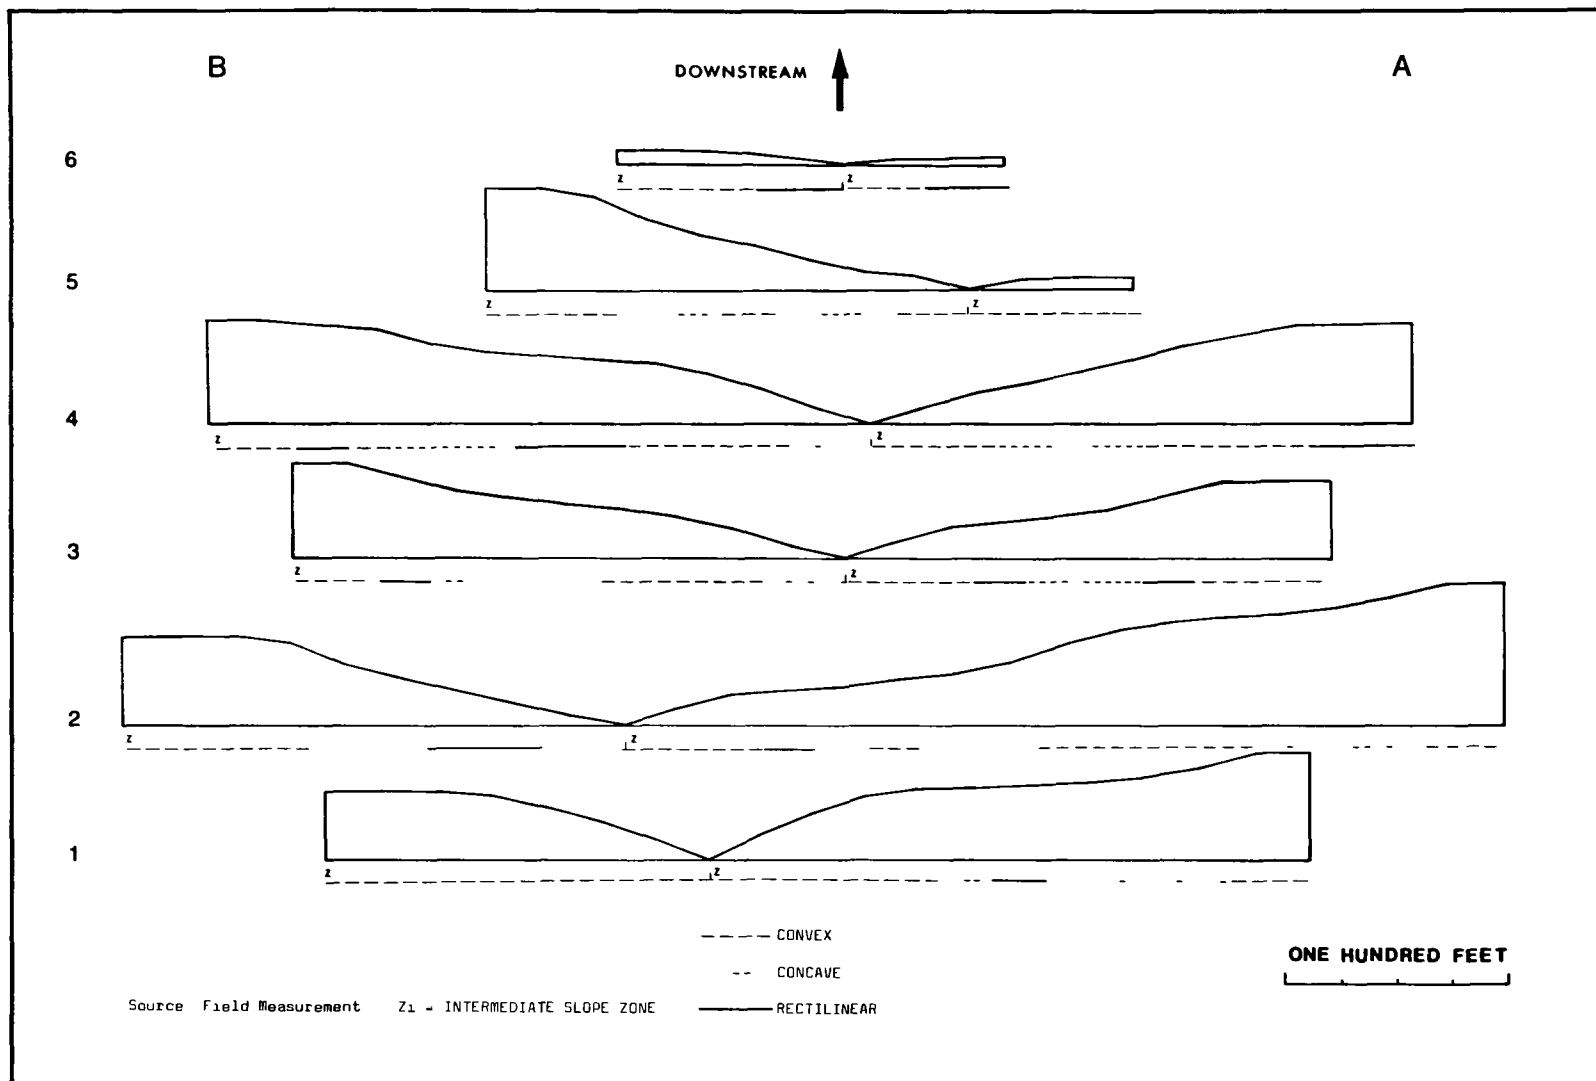 B
DOWNSTREAM
A
6
z
z
5
z
z
4
z
z
3
z
z
2
z
z
1
z
z
CONVEX
CONCAVE
ONE HUNDRED FEET
Source Field Measurement Z1 = INTERMEDIATE SLOPE ZONE RECTILINEAR